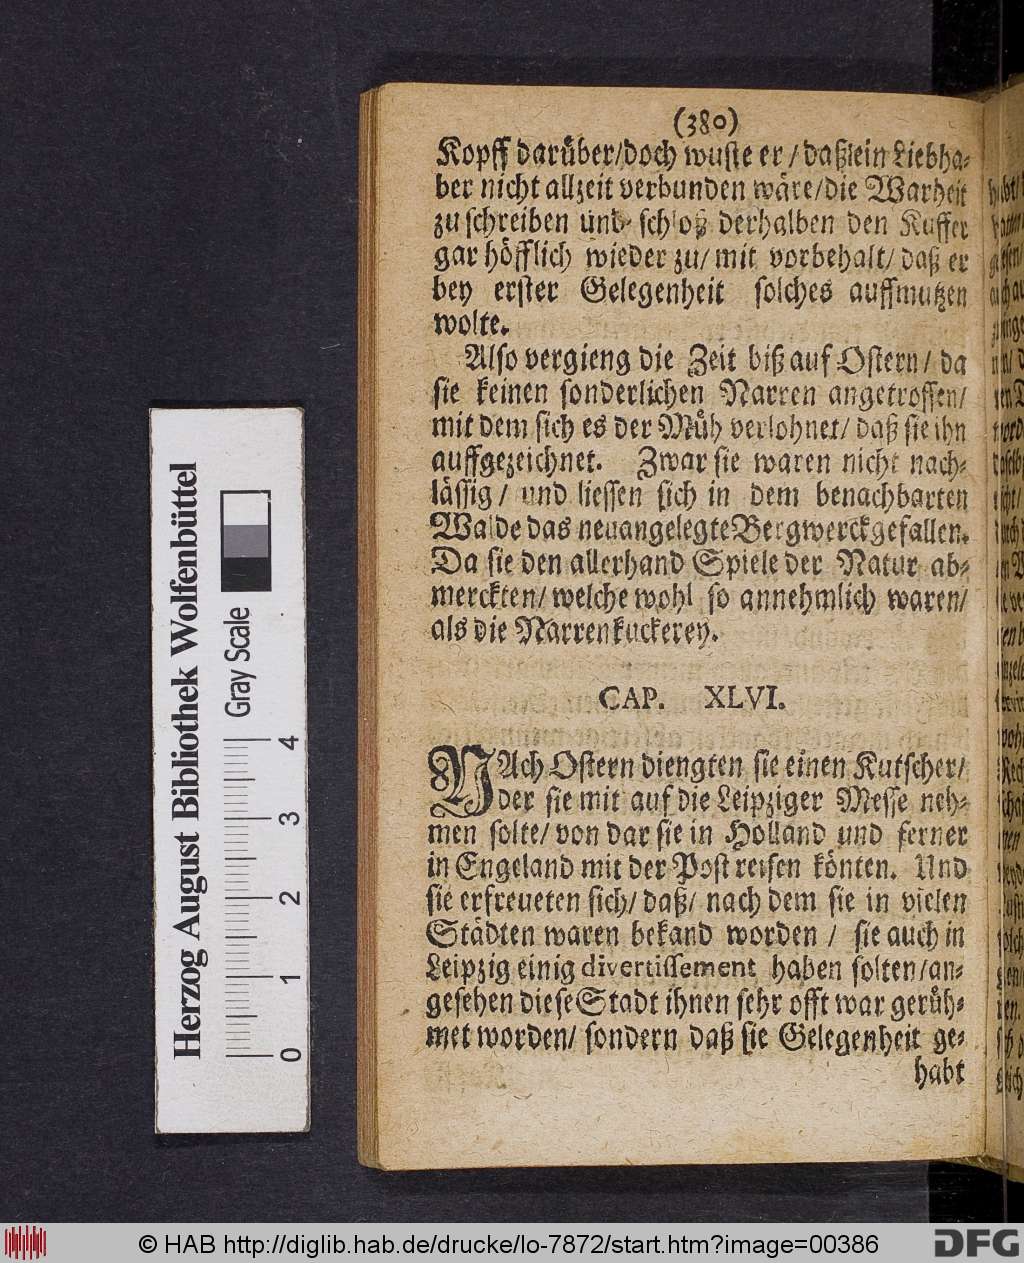 (380)
Kopff darüber/doch wuste er / daß ein Liebha-
ber nicht allzeit verbunden wäre/die Warheit
zu schreiben und schloß derhalben den Kuffer
gar höfflich wieder zu/ mit vorbehalt/ daß er
bey erster Gelegenheit solches auffmutzen
wolte.
Also vergieng die Zeit biß auf Ostern/ da
sie keinen sonderlichen Narren angetroffen/
mit dem sich es der Müh verlohnet/ daß sie ihn
auffgezeichnet. Zwar sie waren nicht nach-
lässig/ und liessen sich in dem benachbarten
Walde das neuangelegte Bergwerck gefallen.
Da sie den allerhand Spiele der Natur ab-
merckten/ welche wohl so annehmlich waren/
als die Narrenkuckerey.
CAP. XLVI.
NAch Ostern diengten sie einen Kutscher/
der sie mit auf die Leipziger Messe neh-
men solte/ von dar sie in Holland und ferner
in Engeland mit der Post reisen könten. Und
sie erfreueten sich/ daß/ nach dem sie in vielen
Städten waren bekand worden / sie auch in
Leipzig einig divertissement haben solten/an-
gesehen diese Stadt ihnen sehr offt war gerüh-
met worden/ sondern daß sie Gelegenheit ge-
habt
Herzog August Bibliothek Wolfenbüttel
Gray Scale
0 1 2 3 4
© HAB http://diglib.hab.de/drucke/lo-7872/start.htm?image=00386
DFG